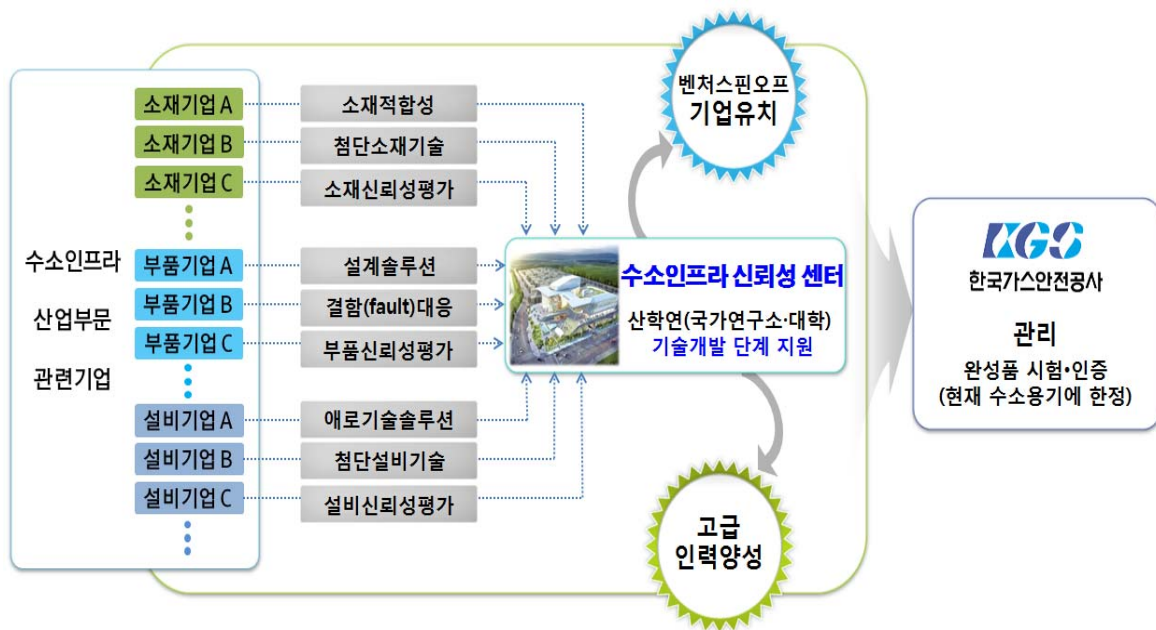 수소인프라
산업부문
관련기업
소재기업 A
소재기업 B
소재기업 C
부품기업 A
부품기업 B
부품기업 C
설비기업 A
설비기업 B
설비기업 C
소재적합성
첨단소재기술
소재신뢰성평가
설계솔루션
결함(fault)대응
부품신뢰성평가
애로기술솔루션
첨단설비기술
설비신뢰성평가
벤처스핀오프
기업유치
수소인프라 신뢰성 센터
산학연(국가연구소·대학)
기술개발 단계 지원
고급
인력양성
KGS
한국가스안전공사
관리
완성품 시험·인증
(현재 수소용기에 한정)